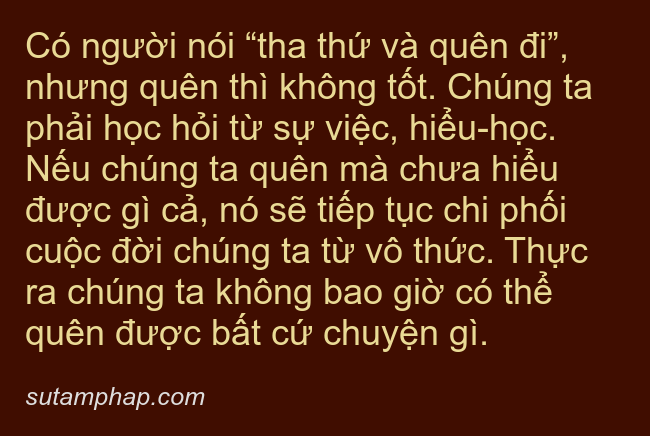 Có người nói “tha thứ và quên đi”,
nhưng quên thì không tốt. Chúng ta
phải học hỏi từ sự việc, hiểu-học.
Nếu chúng ta quên mà chưa hiểu
được gì cả, nó sẽ tiếp tục chi phối
cuộc đời chúng ta từ vô thức. Thực
ra chúng ta không bao giờ có thể
quên được bất cứ chuyện gì.
sutamphap.com